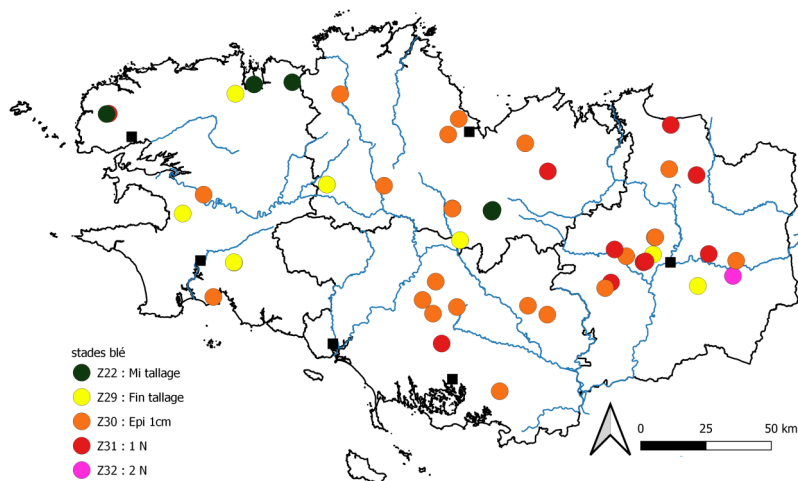 stades blé
Z22 : Mi tallage
Z29 : Fin tallage
Z30 : Epi 1cm
Z31 : 1 N
Z32 : 2 N
0 25 50 km